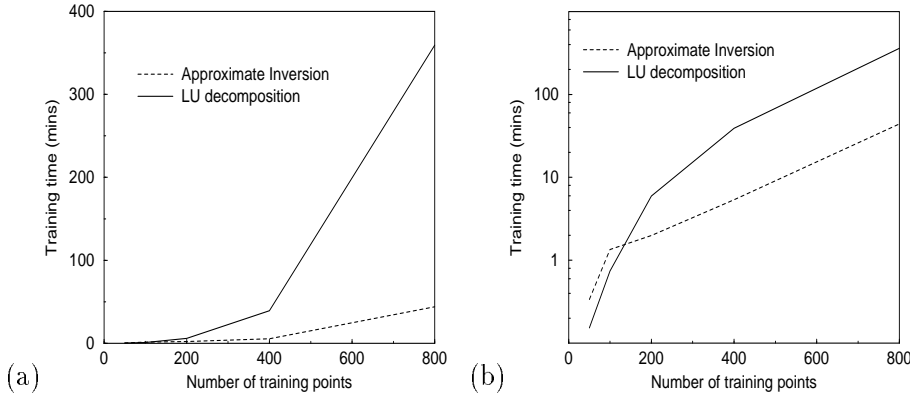 400
300
200
100
0
Training time (mins)
Approximate Inversion
LU decomposition
0 200 400 600 800
Number of training points
(a)
100
10
1
Training time (mins)
Approximate Inversion
LU decomposition
0 200 400 600 800
Number of training points
(b)